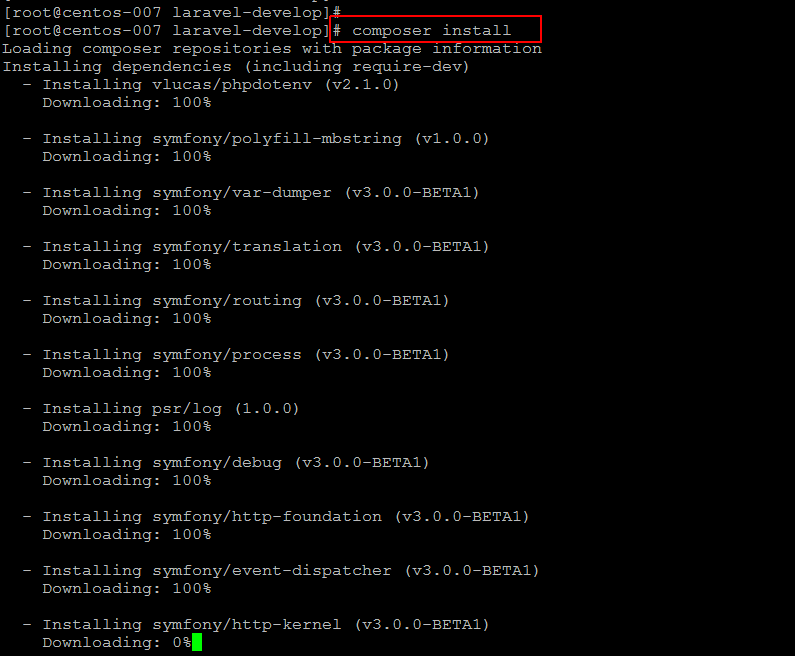 [root@centos-007 laravel-develop]#
[root@centos-007 laravel-develop]# composer install
Loading composer repositories with package information
Installing dependencies (including require-dev)
  - Installing vlucas/phpdotenv (v2.1.0)
    Downloading: 100%
  - Installing symfony/polyfill-mbstring (v1.0.0)
    Downloading: 100%
  - Installing symfony/var-dumper (v3.0.0-BETA1)
    Downloading: 100%
  - Installing symfony/translation (v3.0.0-BETA1)
    Downloading: 100%
  - Installing symfony/routing (v3.0.0-BETA1)
    Downloading: 100%
  - Installing symfony/process (v3.0.0-BETA1)
    Downloading: 100%
  - Installing psr/log (1.0.0)
    Downloading: 100%
  - Installing symfony/debug (v3.0.0-BETA1)
    Downloading: 100%
  - Installing symfony/http-foundation (v3.0.0-BETA1)
    Downloading: 100%
  - Installing symfony/event-dispatcher (v3.0.0-BETA1)
    Downloading: 100%
  - Installing symfony/http-kernel (v3.0.0-BETA1)
    Downloading: 0%